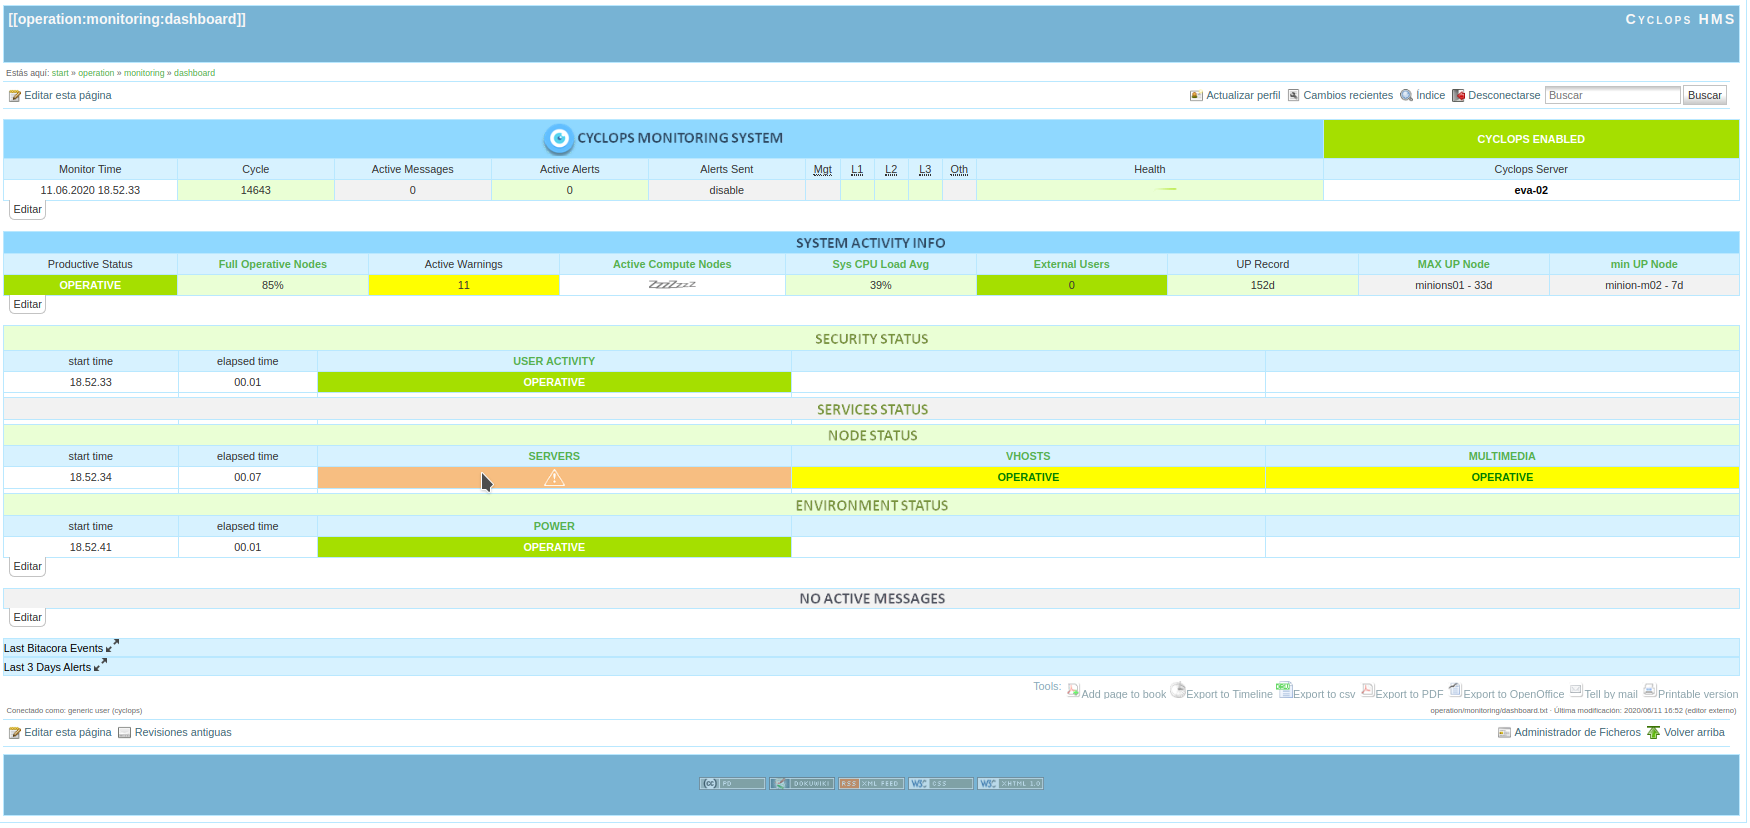 [[operation:monitoring:dashboard]] Cyclops HMS
Estás aquí: start » operation » monitoring » dashboard
Editar esta página Actualizar perfil Cambios recientes Índice Desconectarse Buscar Buscar
CYCLOPS MONITORING SYSTEM CYCLOPS ENABLED
Monitor Time Cycle Active Messages Active Alerts Alerts Sent Mgt L1 L2 L3 Oth Health Cyclops Server
11.06.2020 18.52.33 14643 0 0 disable eva-02
Editar
SYSTEM ACTIVITY INFO
Productive Status Full Operative Nodes Active Warnings Active Compute Nodes Sys CPU Load Avg External Users UP Record MAX UP Node min UP Node
OPERATIVE 85% 11 ZzzZzzz 39% 0 152d minions01 - 33d minion-m02 - 7d
Editar
SECURITY STATUS
start time elapsed time USER ACTIVITY
18.52.33 00.01 OPERATIVE
SERVICES STATUS
NODE STATUS
start time elapsed time SERVERS VHOSTS MULTIMEDIA
18.52.34 00.07 OPERATIVE OPERATIVE
ENVIRONMENT STATUS
start time elapsed time POWER
18.52.41 00.01 OPERATIVE
Editar
NO ACTIVE MESSAGES
Editar
Last Bitacora Events
Last 3 Days Alerts
Tools: Add page to book Export to Timeline Export to csv Export to PDF Export to OpenOffice Tell by mail Printable version
Conectado como: generic user (cyclops) operation/monitoring/dashboard.txt · Última modificación: 2020/06/11 16:52 (editor externo)
Editar esta página Revisiones antiguas Administrador de Ficheros Volver arriba
(cc) PD DOKUWIKI RSS XML FEED W3C CSS W3C XHTML 1.0